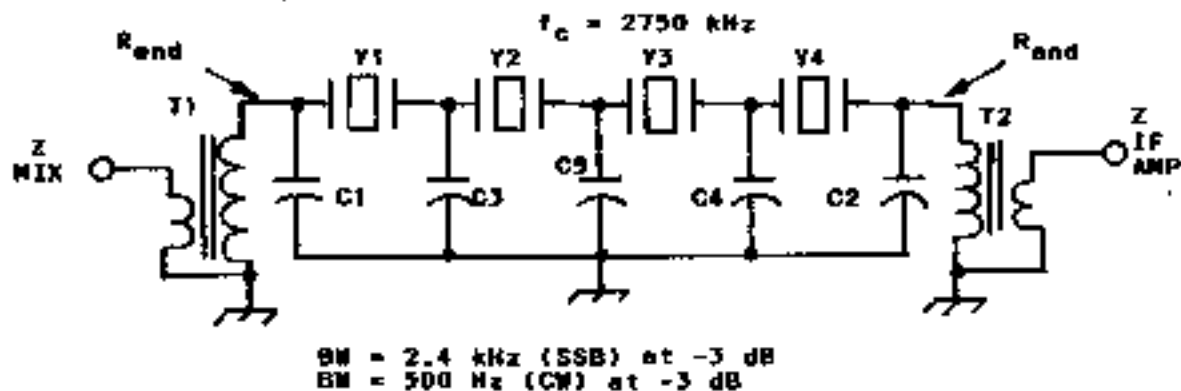 fc = 2750 kHz
Rend
Y1
Y2
Y3
Y4
Rend
T1
T2
Z
MIX
C1
C3
C5
C4
C2
Z
IF
AMP
BW = 2.4 kHz (SSB) at -3 dB
BW = 500 Hz (CW) at -3 dB